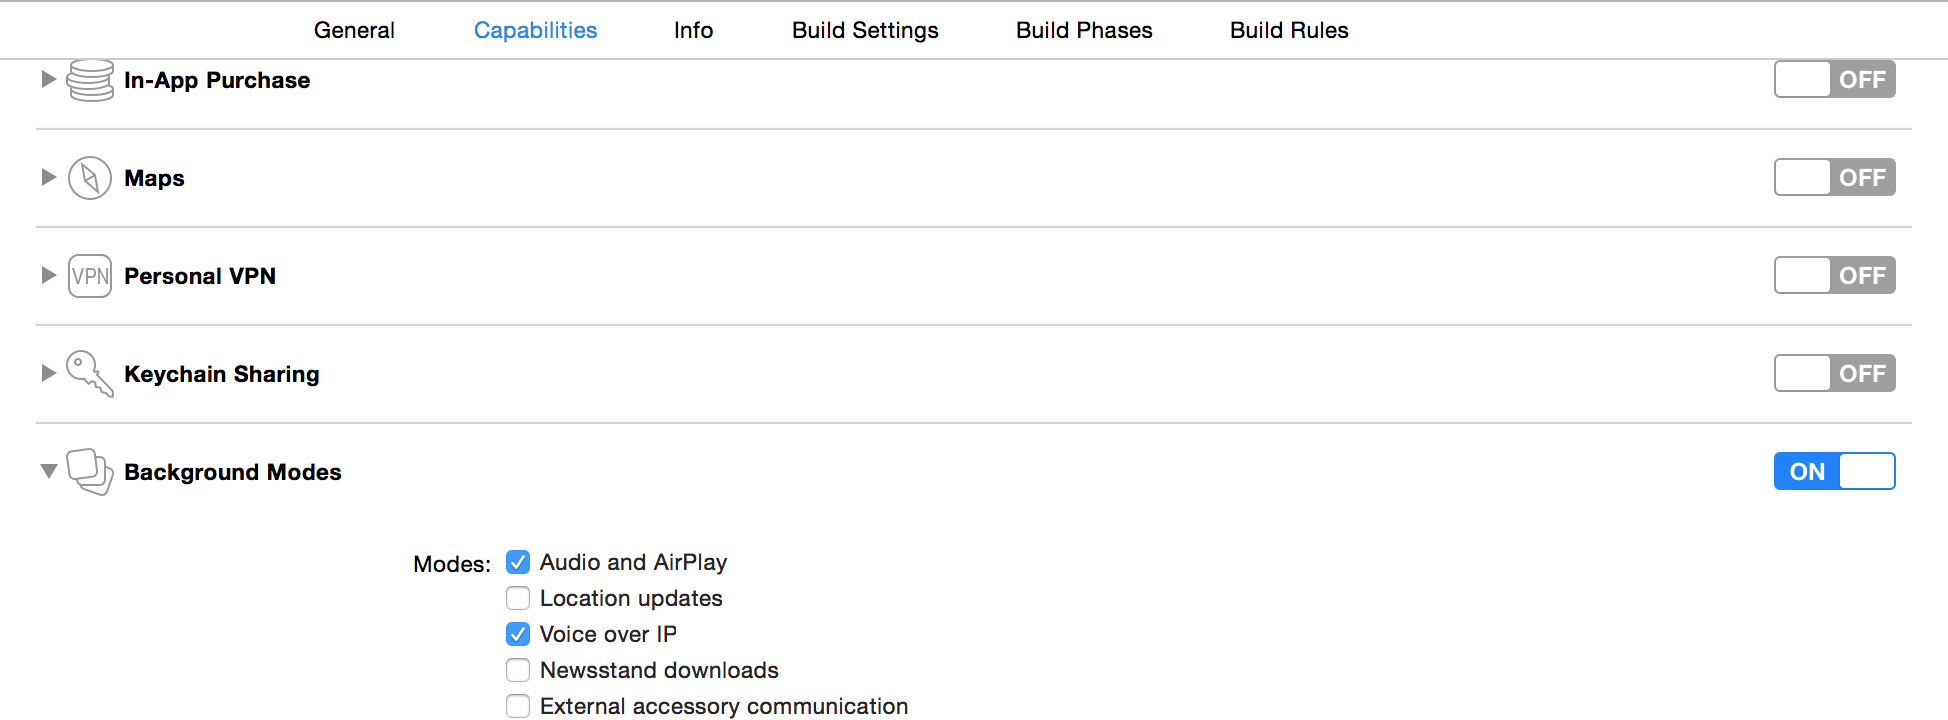 General Capabilities Info Build Settings Build Phases Build Rules
In-App Purchase OFF
Maps OFF
VPN Personal VPN OFF
Keychain Sharing OFF
Background Modes ON
Modes: Audio and AirPlay
Location updates
Voice over IP
Newsstand downloads
External accessory communication